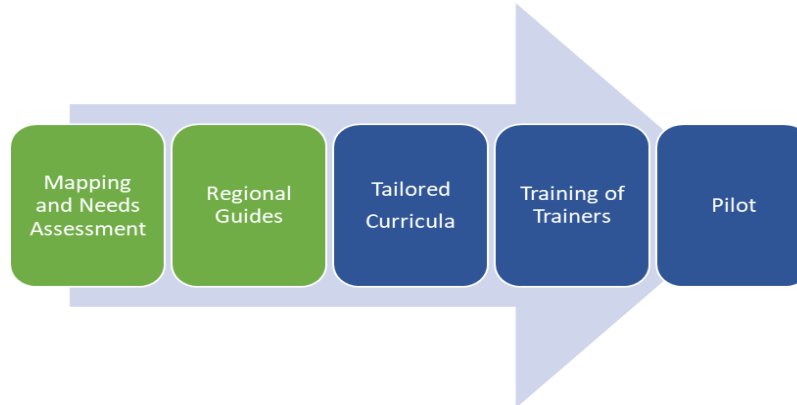 Mapping
and Needs
Assessment
Regional
Guides
Tailored
Curricula
Training of
Trainers
Pilot